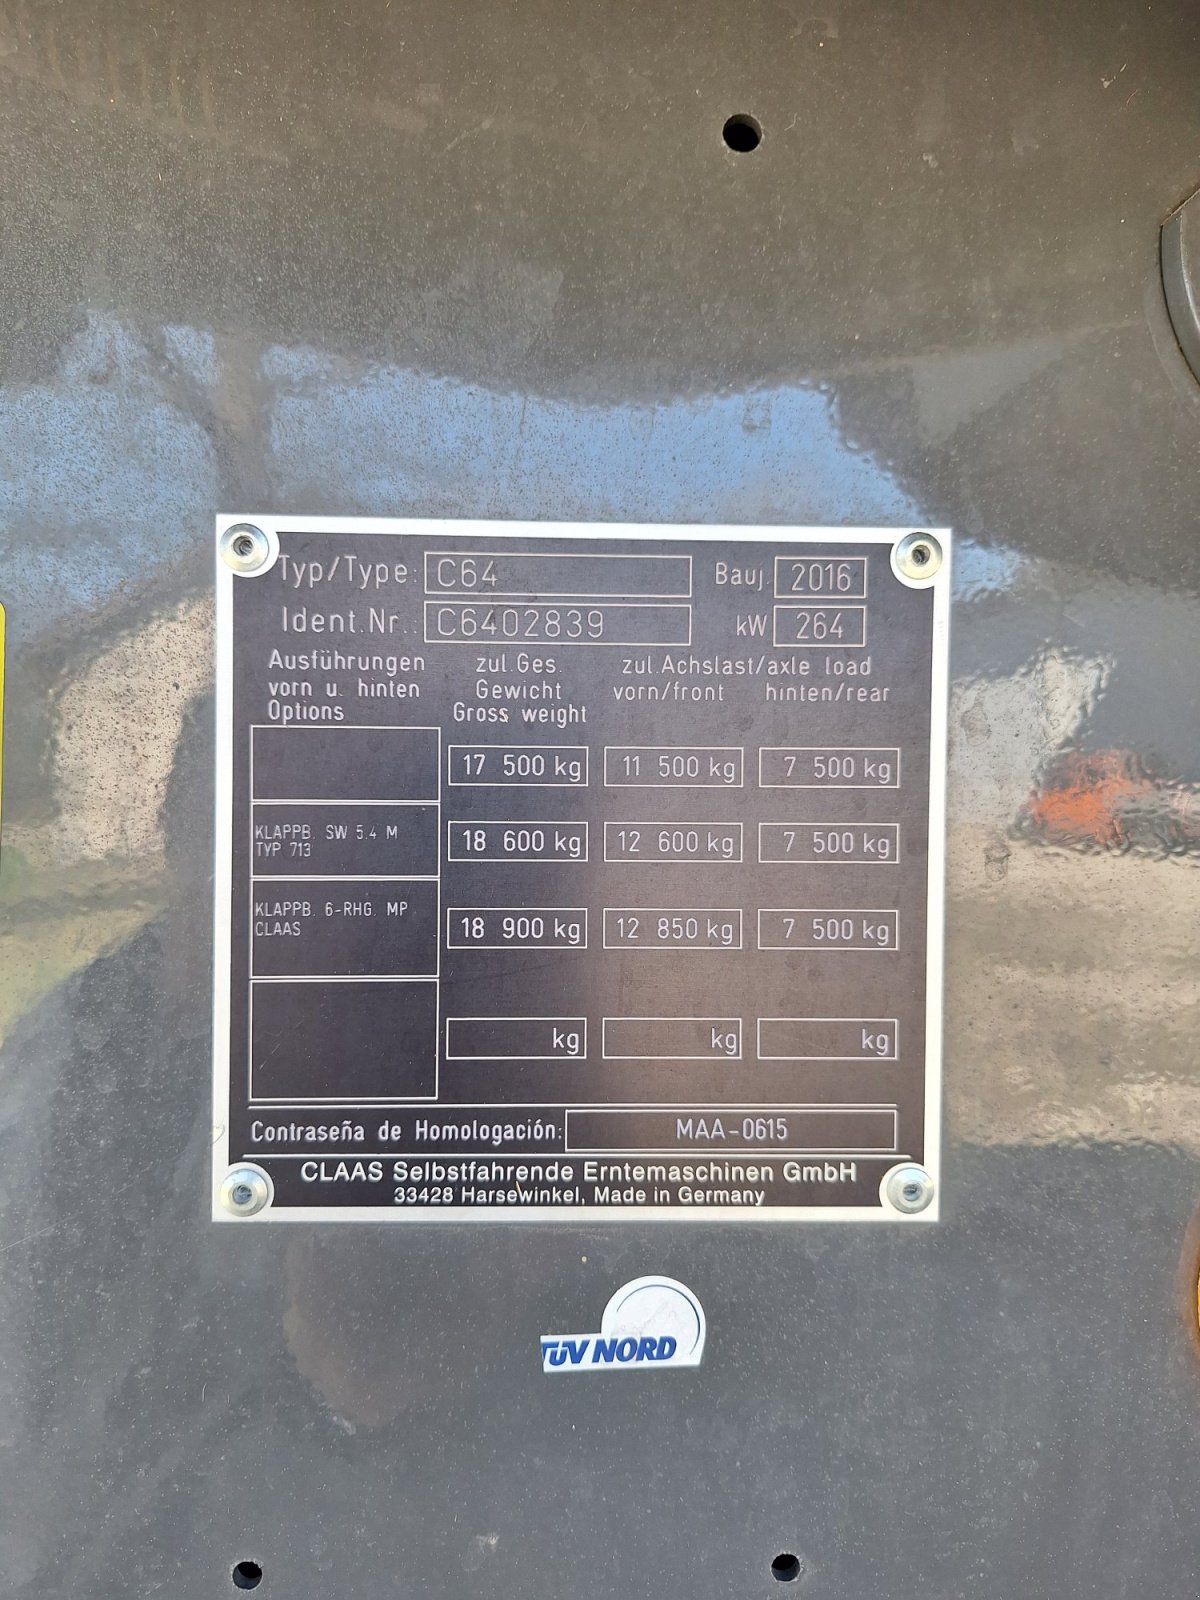 Typ/Type: C64 Bauj. 2016
Ident.Nr.: C6402839 kW 264
Ausführungen vorn u. hinten Options
zul.Ges. Gewicht Gross weight
zul.Achslast/axle load
vorn/front hinten/rear
17 500 kg 11 500 kg 7 500 kg
KLAPPB. SW 5.4 M
TYP 713
18 600 kg 12 600 kg 7 500 kg
KLAPPB. 6-RHG. MP
CLAAS
18 900 kg 12 850 kg 7 500 kg
kg kg kg
Contraseña de Homologación: MAA-0615
CLAAS Selbstfahrende Erntemaschinen GmbH
33428 Harsewinkel, Made in Germany
TÜV NORD